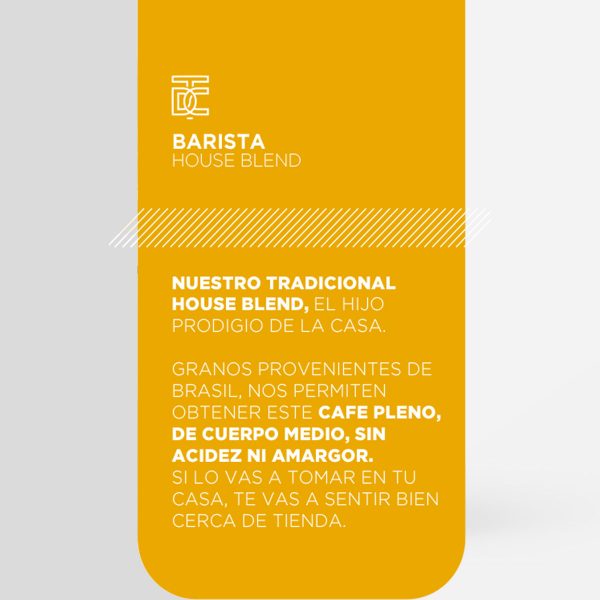 BARISTA
HOUSE BLEND
NUESTRO TRADICIONAL
HOUSE BLEND, EL HIJO
PRODIGIO DE LA CASA.
GRANOS PROVENIENTES DE
BRASIL, NOS PERMITEN
OBTENER ESTE CAFE PLENO,
DE CUERPO MEDIO, SIN
ACIDEZ NI AMARGOR.
SI LO VAS A TOMAR EN TU
CASA, TE VAS A SENTIR BIEN
CERCA DE TIENDA.